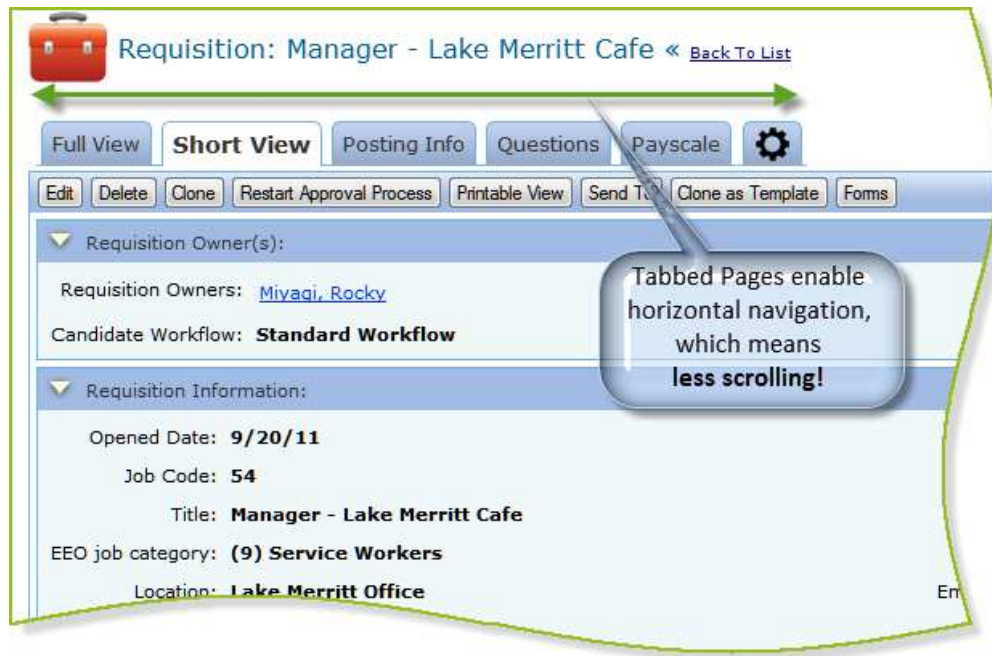 Requisition: Manager - Lake Merritt Cafe « Back To List
Full View Short View Posting Info Questions Payscale
Edit Delete Clone Restart Approval Process Printable View Send Clone as Template Forms
Requisition Owner(s):
Requisition Owners: Miyagi, Rocky
Candidate Workflow: Standard Workflow
Tabbed Pages enable
horizontal navigation,
which means
less scrolling!
Requisition Information:
Opened Date: 9/20/11
Job Code: 54
Title: Manager - Lake Merritt Cafe
EEO job category: (9) Service Workers
Location: Lake Merritt Office